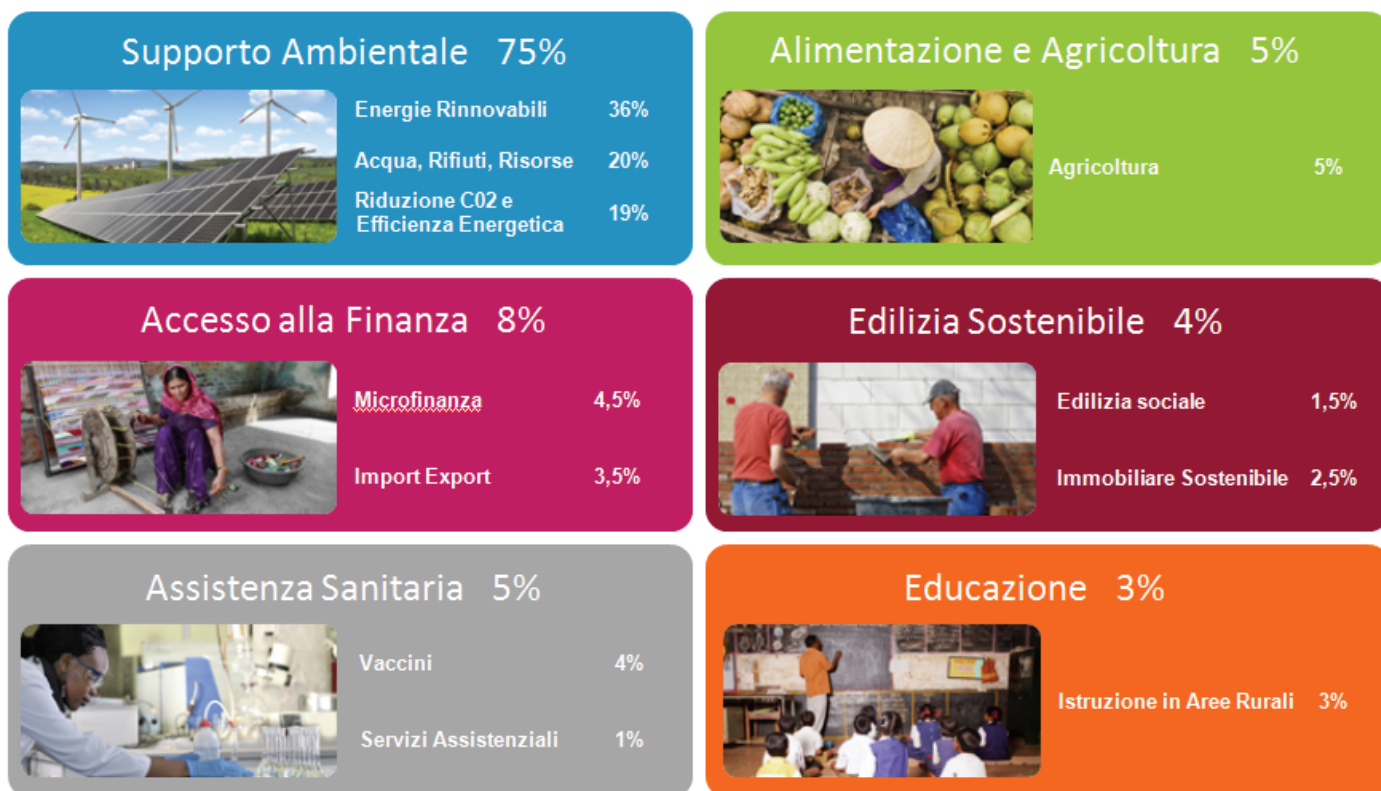 Supporto Ambientale 75%
Energie Rinnovabili 36%
Acqua, Rifiuti, Risorse 20%
Riduzione C02 e
Efficienza Energetica 19%
Alimentazione e Agricoltura 5%
Agricoltura 5%
Accesso alla Finanza 8%
Microfinanza 4,5%
Import Export 3,5%
Edilizia Sostenibile 4%
Edilizia sociale 1,5%
Immobiliare Sostenibile 2,5%
Assistenza Sanitaria 5%
Vaccini 4%
Servizi Assistenziali 1%
Educazione 3%
Istruzione in Aree Rurali 3%